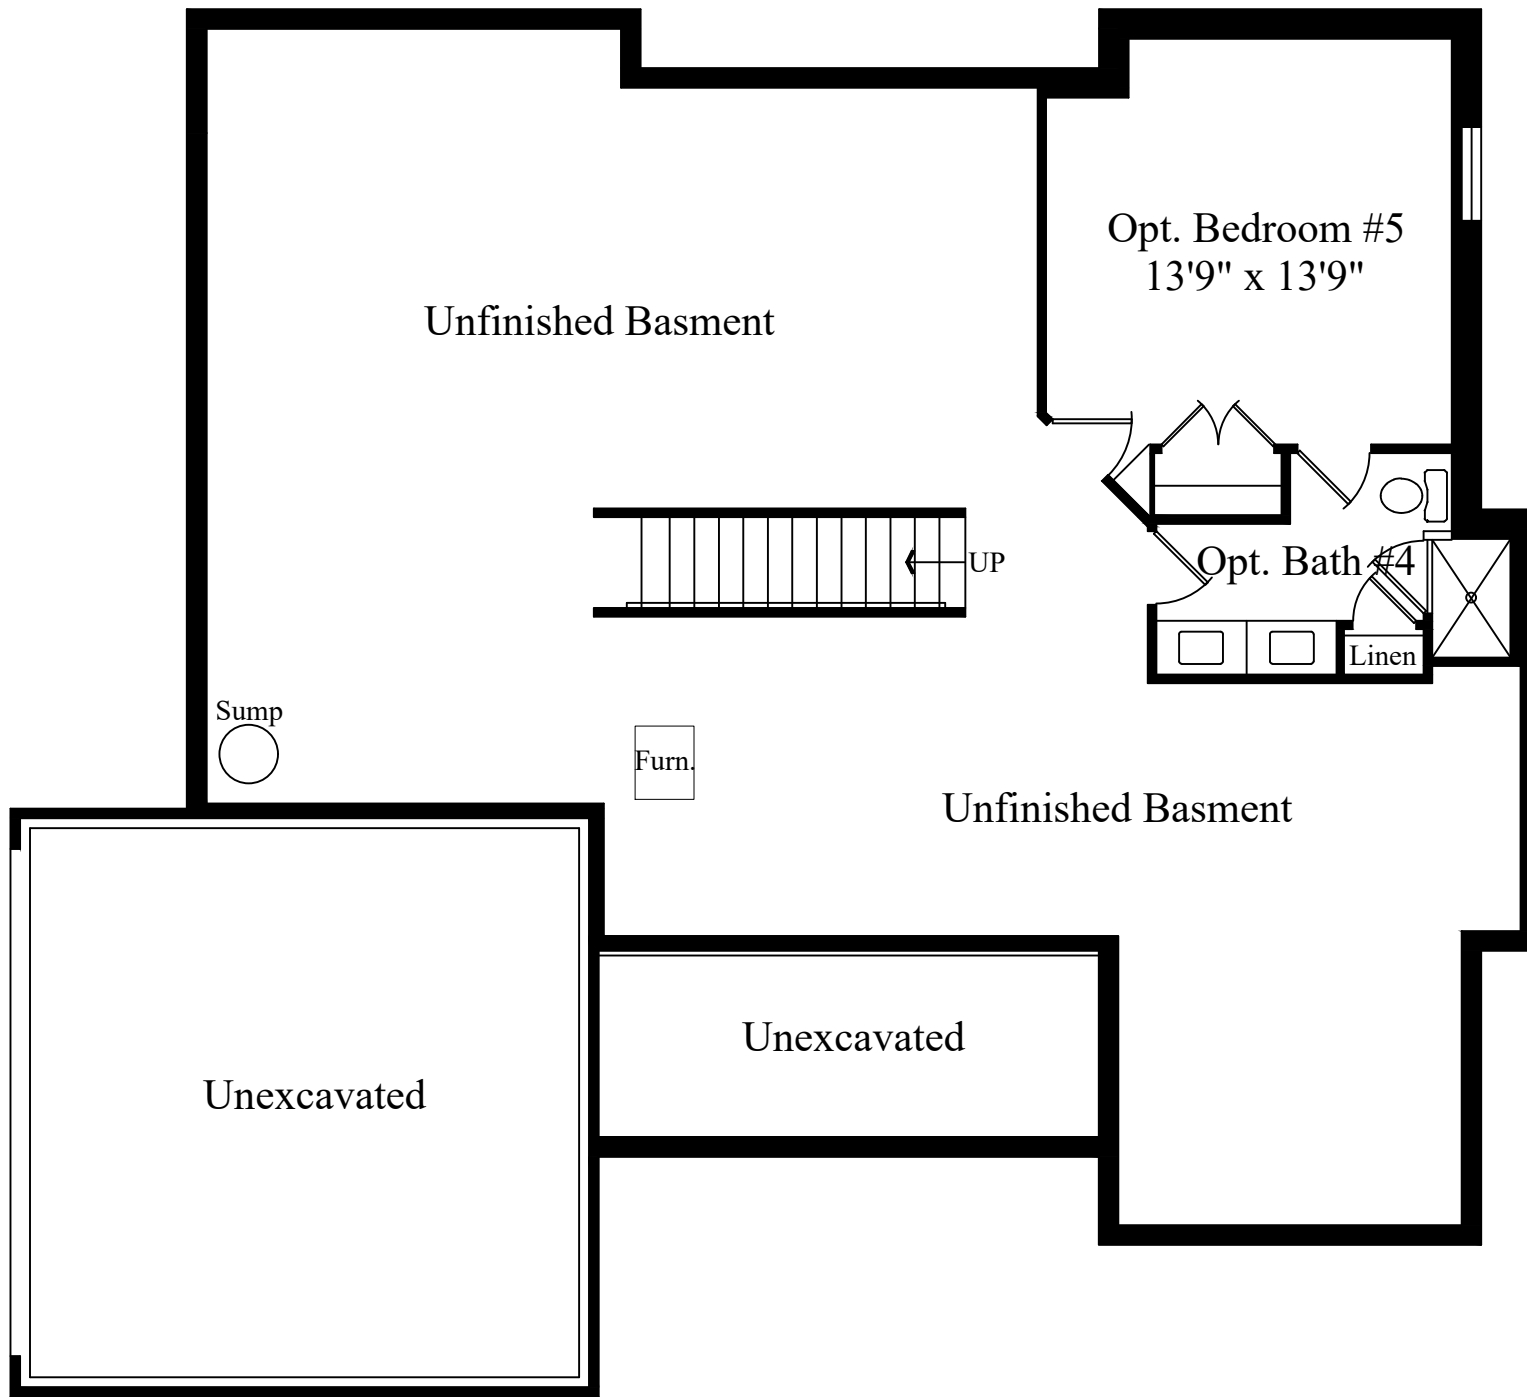 Opt. Bedroom #5
13'9" x 13'9"
Unfinished Basment
UP
Opt. Bath #4
Linen
Sump
Furn.
Unfinished Basment
Unexcavated
Unexcavated